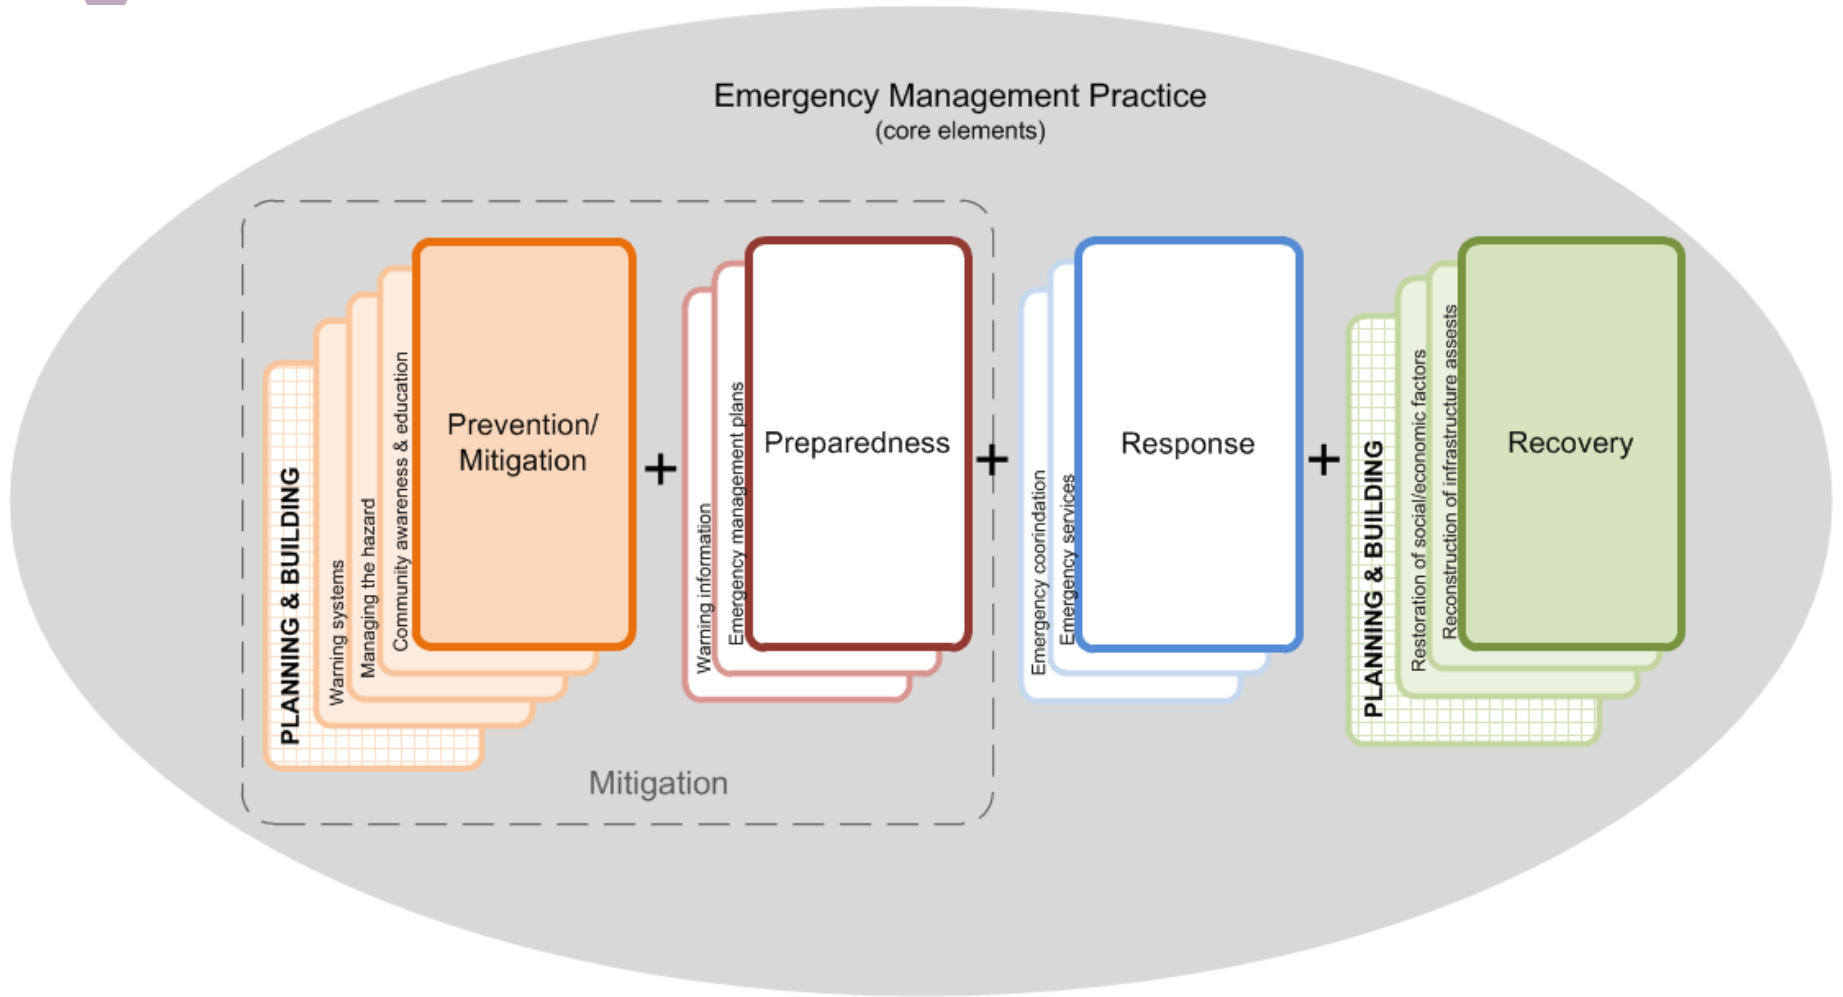 Emergency Management Practice
(core elements)
PLANNING & BUILDING
Warning systems
Managing the hazard
Community awareness & education
Prevention/
Mitigation
+
Warning information
Emergency management plans
Preparedness
+
Emergency coorindation
Emergency services
Response
+
PLANNING & BUILDING
Restoration of social/economic factors
Reconstruction of infrastructure assests
Recovery
Mitigation